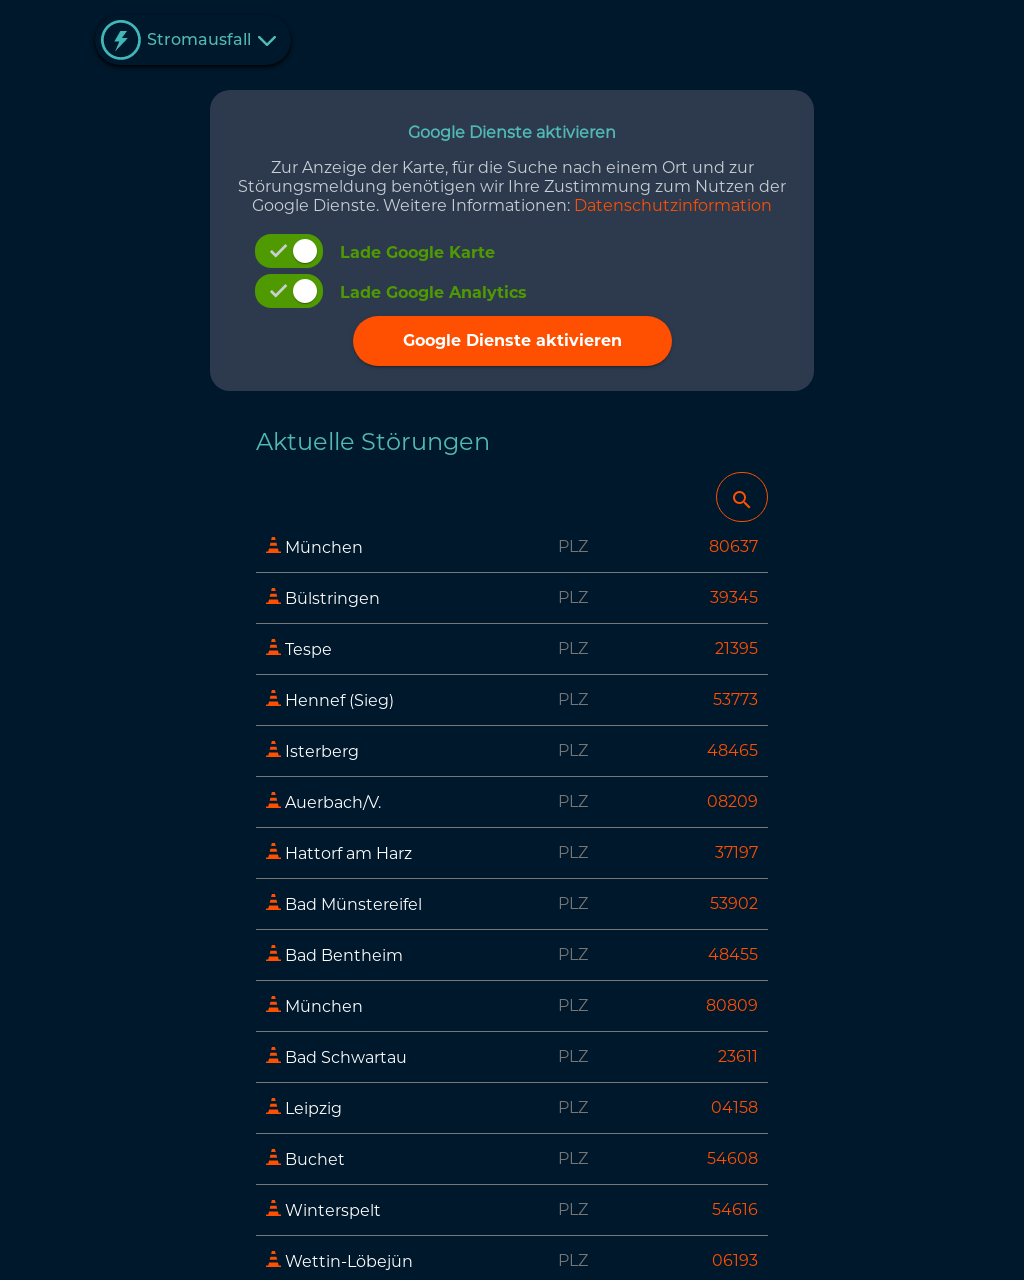 Stromausfall
Google Dienste aktivieren
Zur Anzeige der Karte, für die Suche nach einem Ort und zur
Störungsmeldung benötigen wir Ihre Zustimmung zum Nutzen der
Google Dienste. Weitere Informationen: Datenschutzinformation
Lade Google Karte
Lade Google Analytics
Google Dienste aktivieren
Aktuelle Störungen
München PLZ 80637
Bülstringen PLZ 39345
Tespe PLZ 21395
Hennef (Sieg) PLZ 53773
Isterberg PLZ 48465
Auerbach/V. PLZ 08209
Hattorf am Harz PLZ 37197
Bad Münstereifel PLZ 53902
Bad Bentheim PLZ 48455
München PLZ 80809
Bad Schwartau PLZ 23611
Leipzig PLZ 04158
Buchet PLZ 54608
Winterspelt PLZ 54616
Wettin-Löbejün PLZ 06193